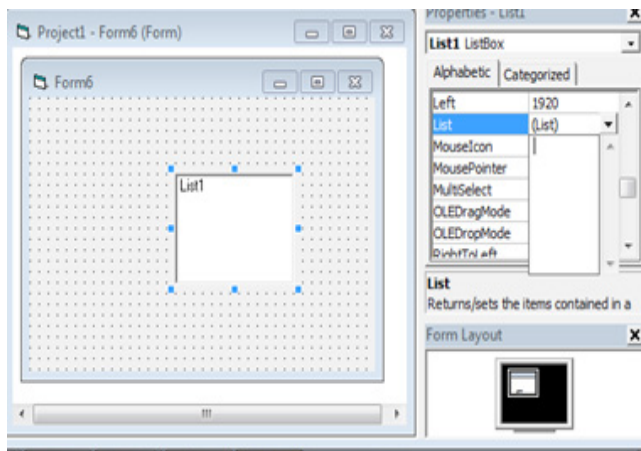 Project1 - Form6 (Form)
Form6
List1
Properties - List1
List1 ListBox
Alphabetic Categorized
Left 1920
List (List)
MouseIcon
MousePointer
MultiSelect
OLEDragMode
OLEDropMode
RightToLeft
List
Returns/sets the items contained in a
Form Layout